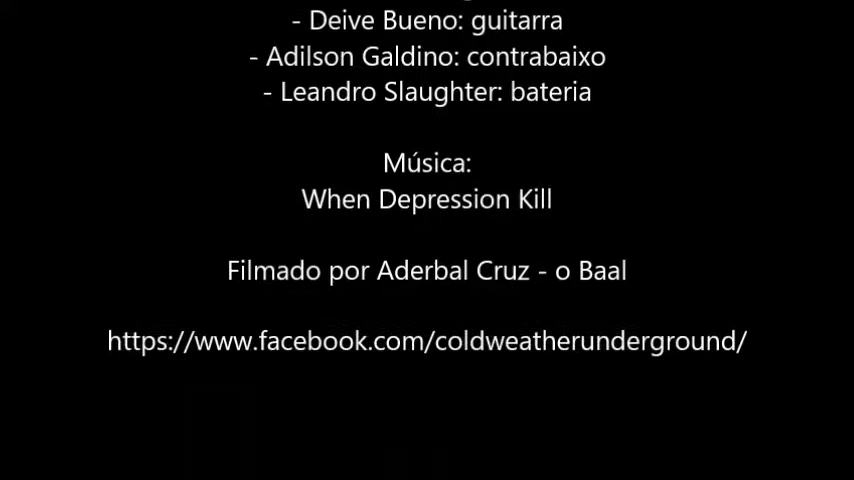 - Deive Bueno: guitarra
- Adilson Galdino: contrabaixo
- Leandro Slaughter: bateria
Música:
When Depression Kill
Filmado por Aderbal Cruz - o Baal
https://www.facebook.com/coldweatherunderground/